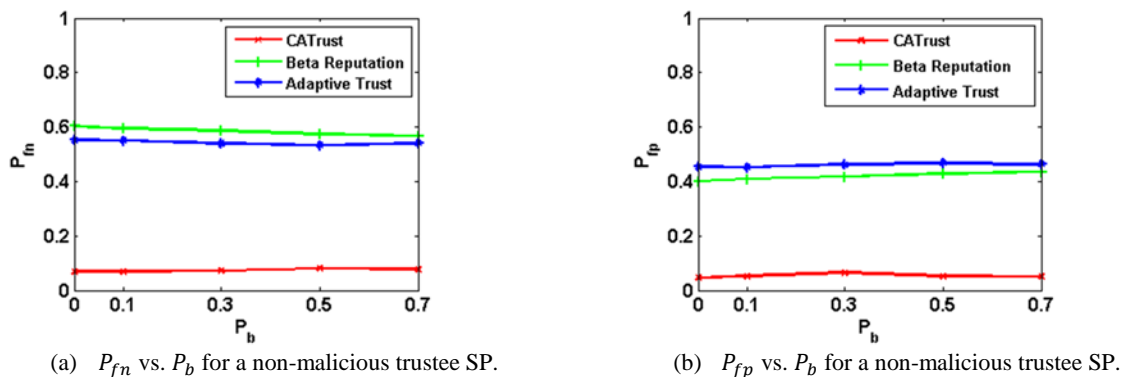 1
0.8
0.6
0.4
0.2
0
P_fn
0 0.1 0.3 0.5 0.7
P_b
CATrust
Beta Reputation
Adaptive Trust
(a) P_fn vs. P_b for a non-malicious trustee SP.
1
0.8
0.6
0.4
0.2
0
P_fp
0 0.1 0.3 0.5 0.7
P_b
CATrust
Beta Reputation
Adaptive Trust
(b) P_fp vs. P_b for a non-malicious trustee SP.